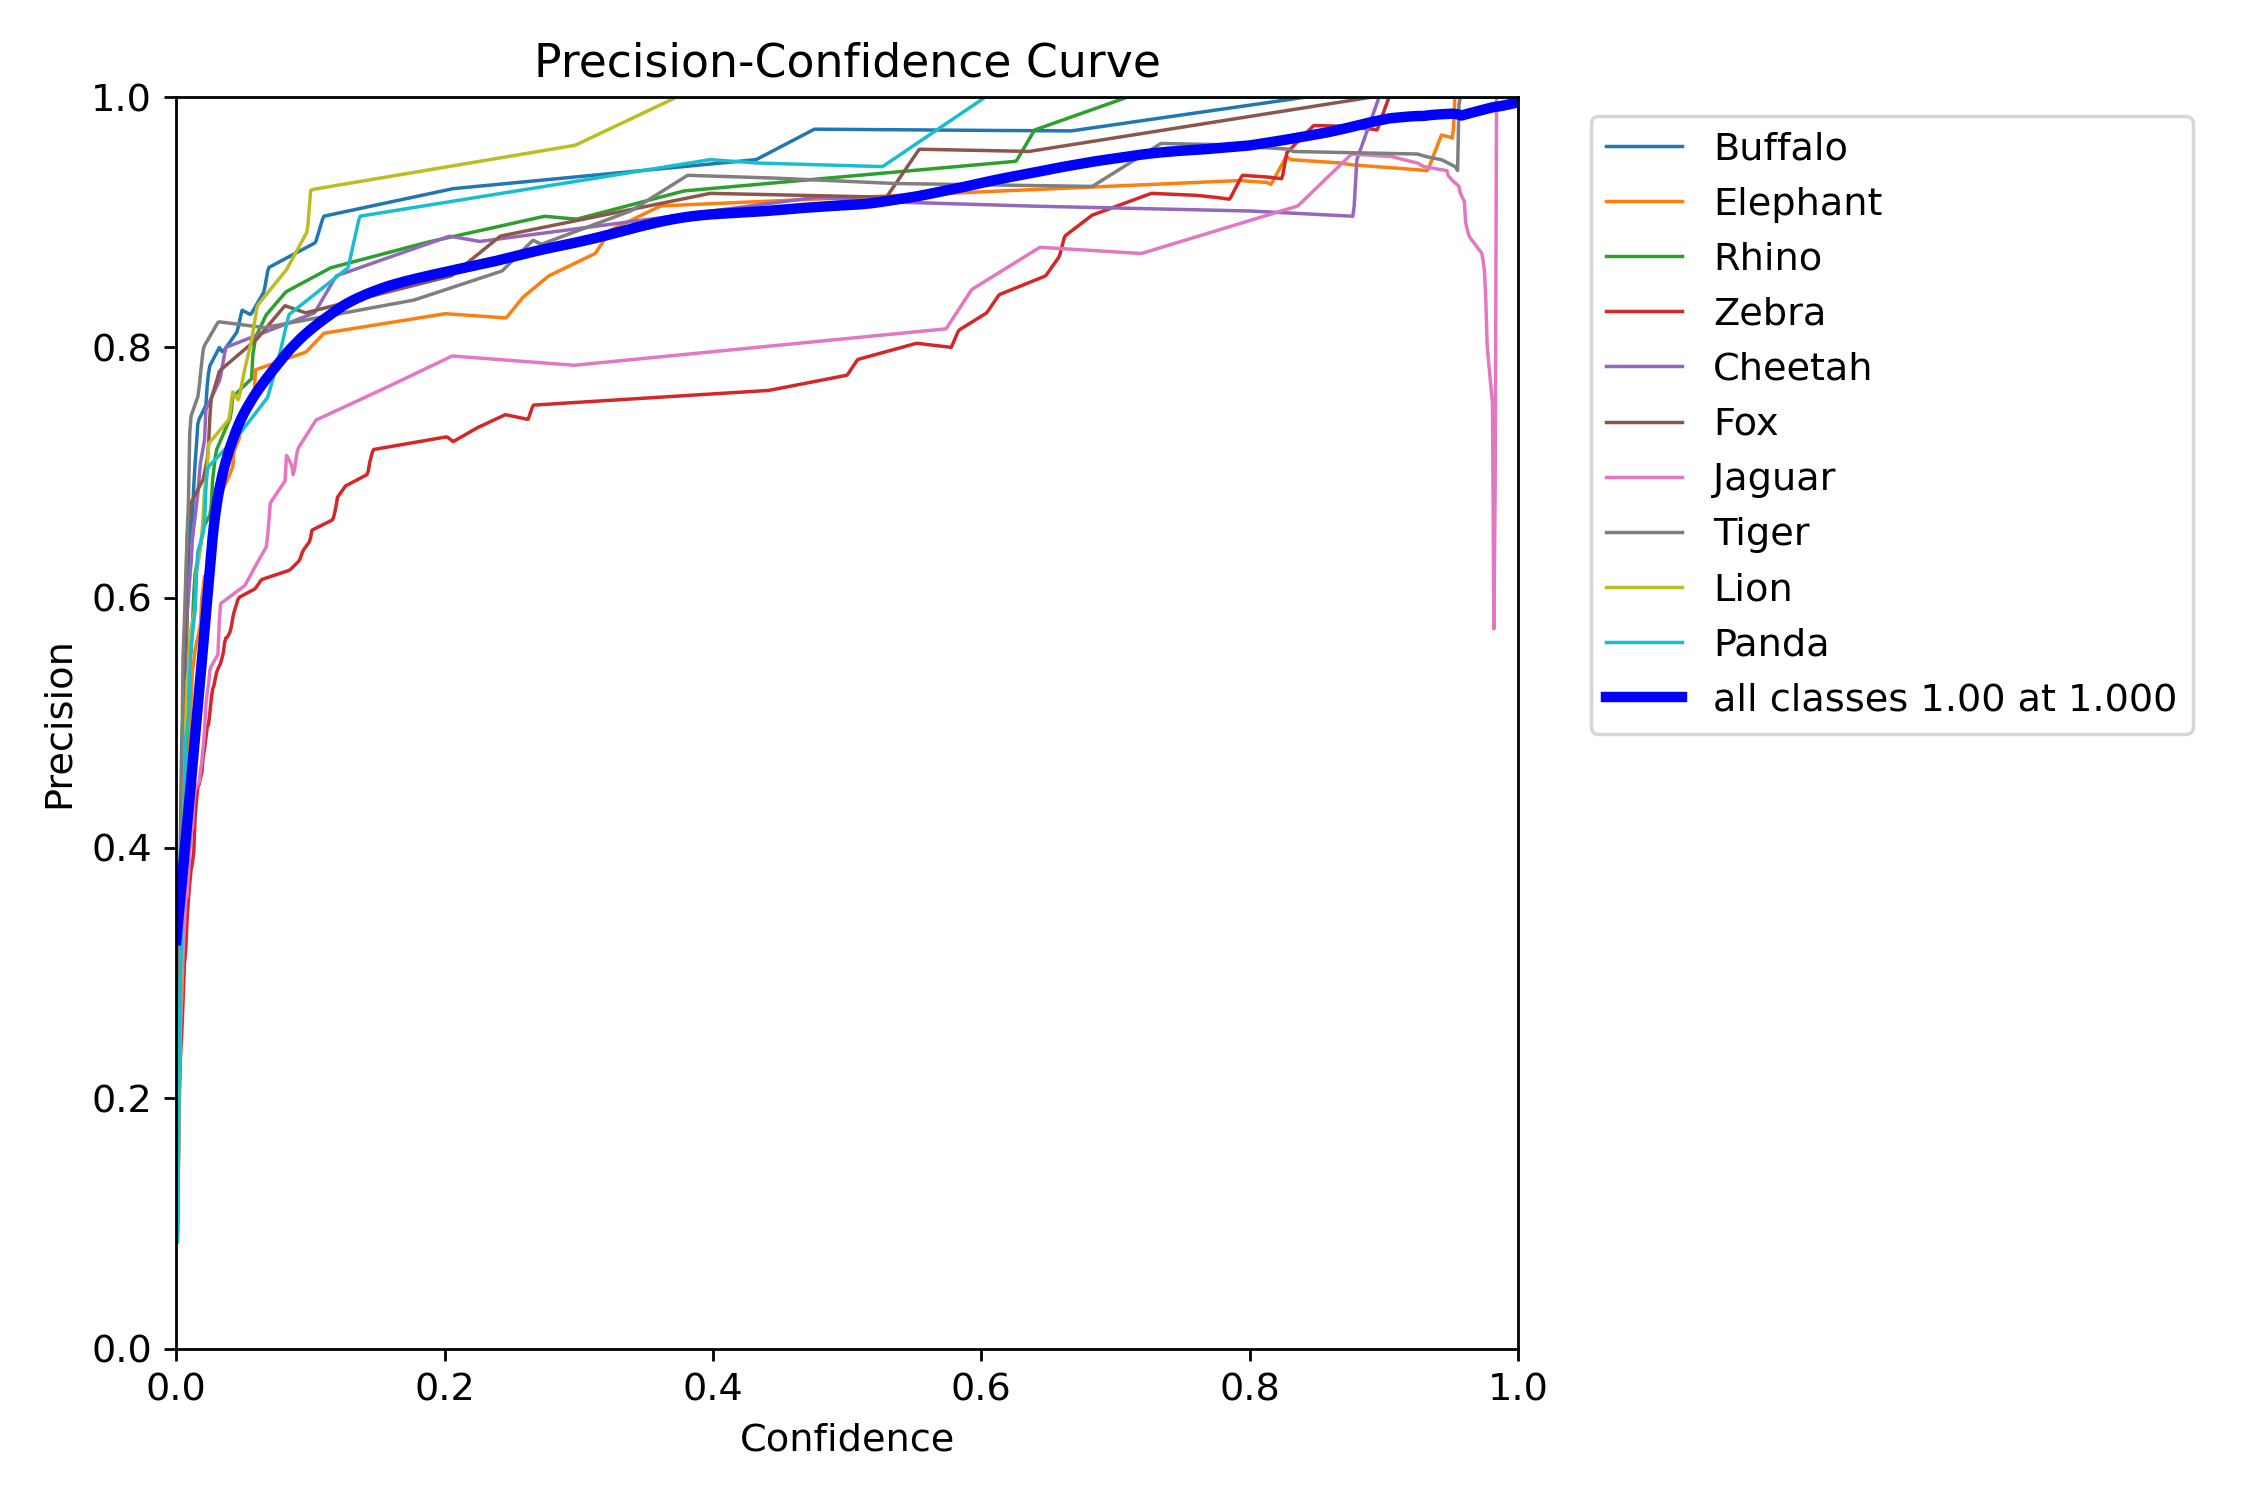 Precision-Confidence Curve
1.0
0.8
0.6
0.4
0.2
0.0
Precision
0.0 0.2 0.4 0.6 0.8 1.0
Confidence
Buffalo
Elephant
Rhino
Zebra
Cheetah
Fox
Jaguar
Tiger
Lion
Panda
all classes 1.00 at 1.000